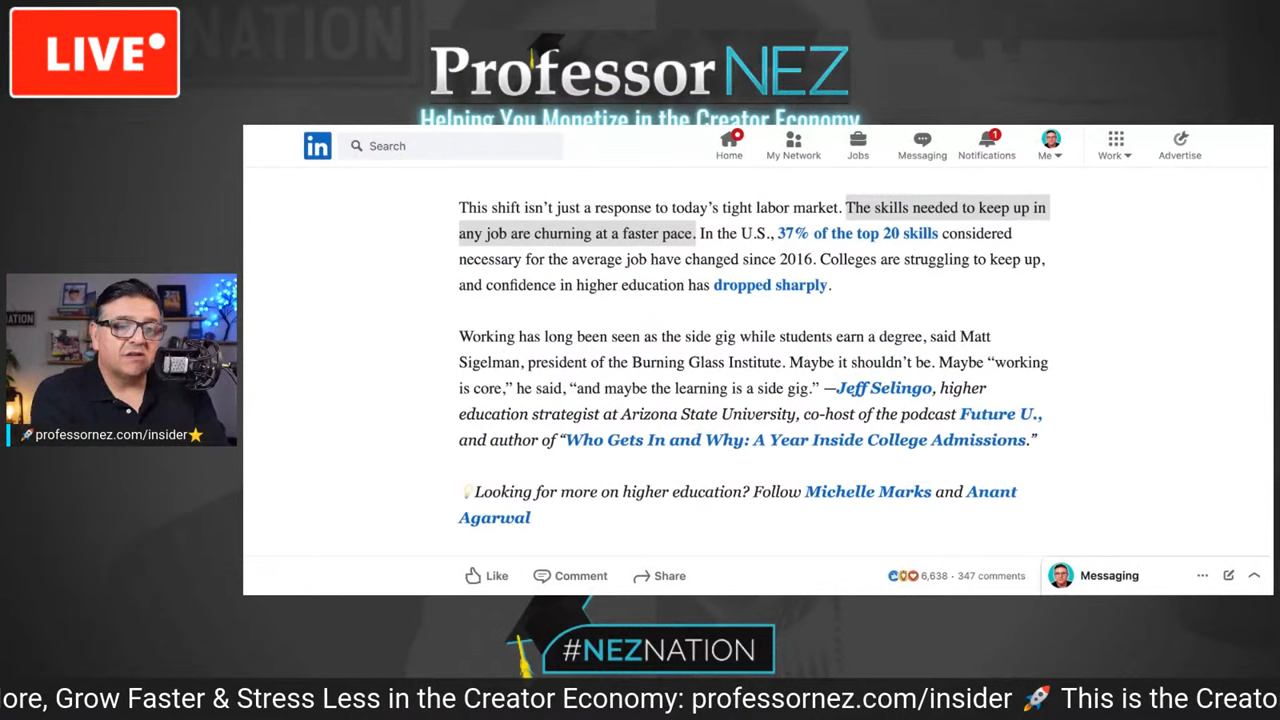 LIVE
NATION
Professor NEZ
Helping You Monetize in the Creator Economy
in
Search
Home
My Network
Jobs
Messaging
1
Notifications
Me
Work
Advertise
This shift isn’t just a response to today’s tight labor market. The skills needed to keep up in
any job are churning at a faster pace. In the U.S., 37% of the top 20 skills considered
necessary for the average job have changed since 2016. Colleges are struggling to keep up,
and confidence in higher education has dropped sharply.
Working has long been seen as the side gig while students earn a degree, said Matt
Sigelman, president of the Burning Glass Institute. Maybe it shouldn’t be. Maybe “working
is core,” he said, “and maybe the learning is a side gig.” —Jeff Selingo, higher
education strategist at Arizona State University, co-host of the podcast Future U.,
and author of “Who Gets In and Why: A Year Inside College Admissions.”
💡Looking for more on higher education? Follow Michelle Marks and Anant
Agarwal
Like
Comment
Share
6,638 · 347 comments
Messaging
NATION
🚀professornez.com/insider⭐
#NEZNATION
More, Grow Faster & Stress Less in the Creator Economy: professornez.com/insider 🚀 This is the Creato